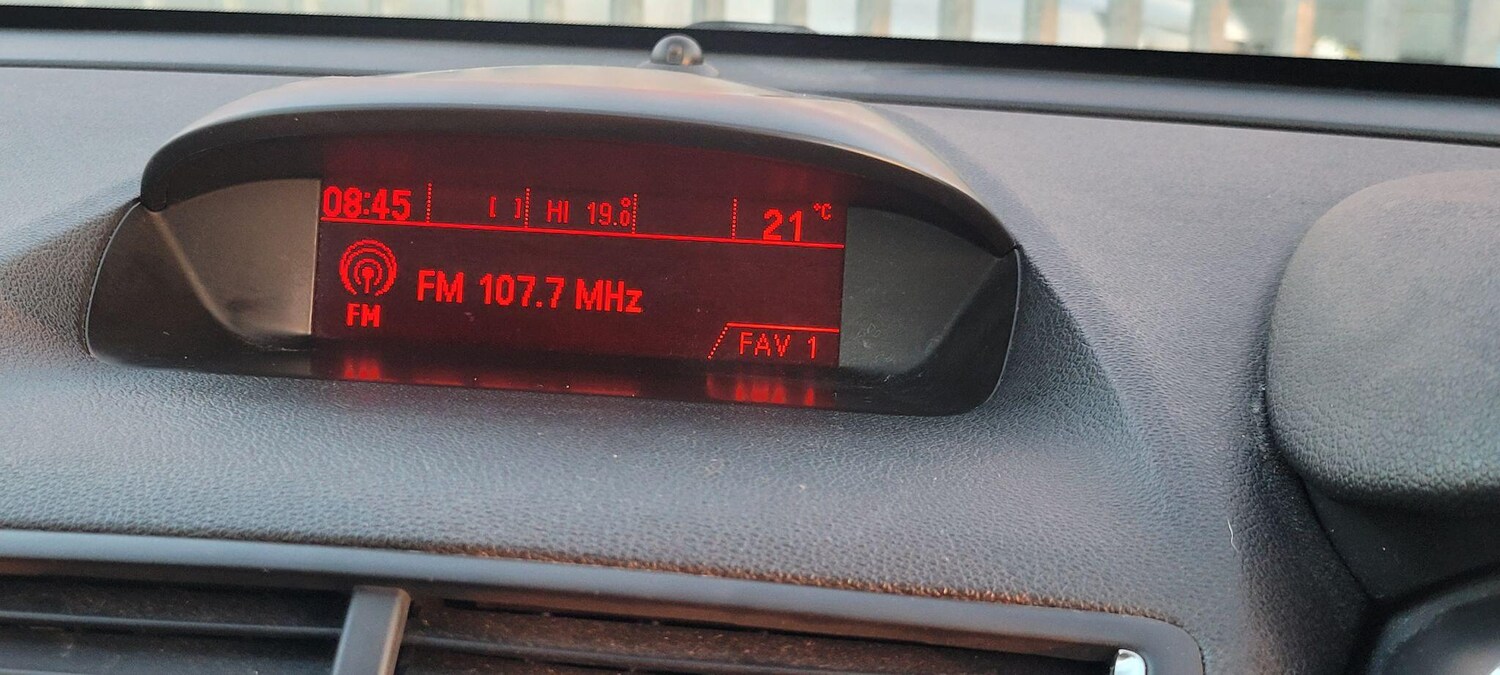 08:45 [ ] HI 19.0 21 °C
FM 107.7 MHz
FM
FAV 1